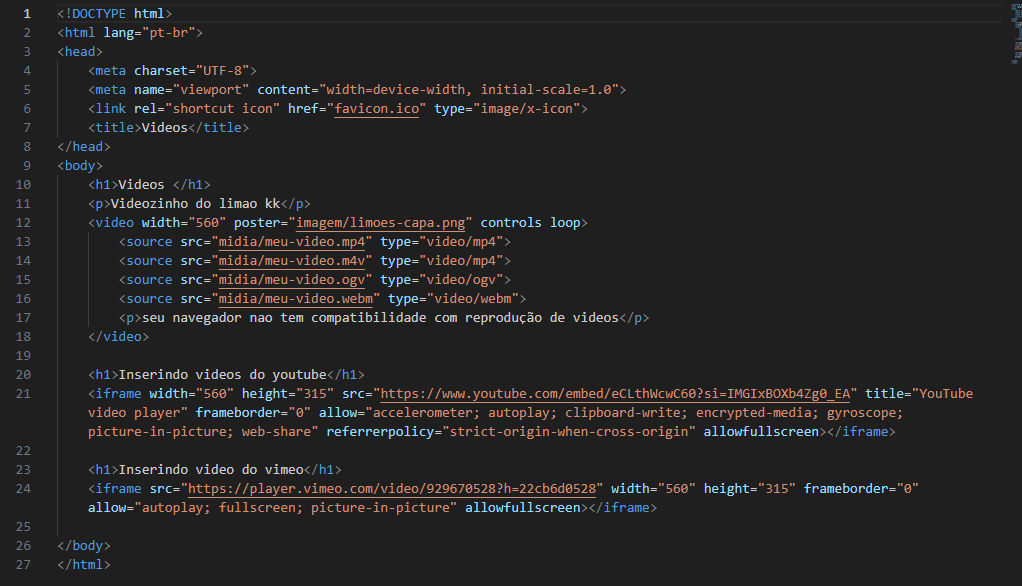 1 <!DOCTYPE html>
2 <html lang="pt-br">
3 <head>
4 <meta charset="UTF-8">
5 <meta name="viewport" content="width=device-width, initial-scale=1.0">
6 <link rel="shortcut icon" href="favicon.ico" type="image/x-icon">
7 <title>Videos</title>
8 </head>
9 <body>
10 <h1>Videos </h1>
11 <p>Videozinho do limao kk</p>
12 <video width="560" poster="imagem/limoes-capa.png" controls loop>
13 <source src="midia/meu-video.mp4" type="video/mp4">
14 <source src="midia/meu-video.m4v" type="video/mp4">
15 <source src="midia/meu-video.ogv" type="video/ogv">
16 <source src="midia/meu-video.webm" type="video/webm">
17 <p>seu navegador nao tem compatibilidade com reprodução de videos</p>
18 </video>
19
20 <h1>Inserindo videos do youtube</h1>
21 <iframe width="560" height="315" src="https://www.youtube.com/embed/eCLthWcwC60?si=IMGIxBOXb4Zg0_EA" title="YouTube
video player" frameborder="0" allow="accelerometer; autoplay; clipboard-write; encrypted-media; gyroscope;
picture-in-picture; web-share" referrerpolicy="strict-origin-when-cross-origin" allowfullscreen></iframe>
22
23 <h1>Inserindo video do vimeo</h1>
24 <iframe src="https://player.vimeo.com/video/929670528?h=22cb6d0528" width="560" height="315" frameborder="0"
allow="autoplay; fullscreen; picture-in-picture" allowfullscreen></iframe>
25
26 </body>
27 </html>